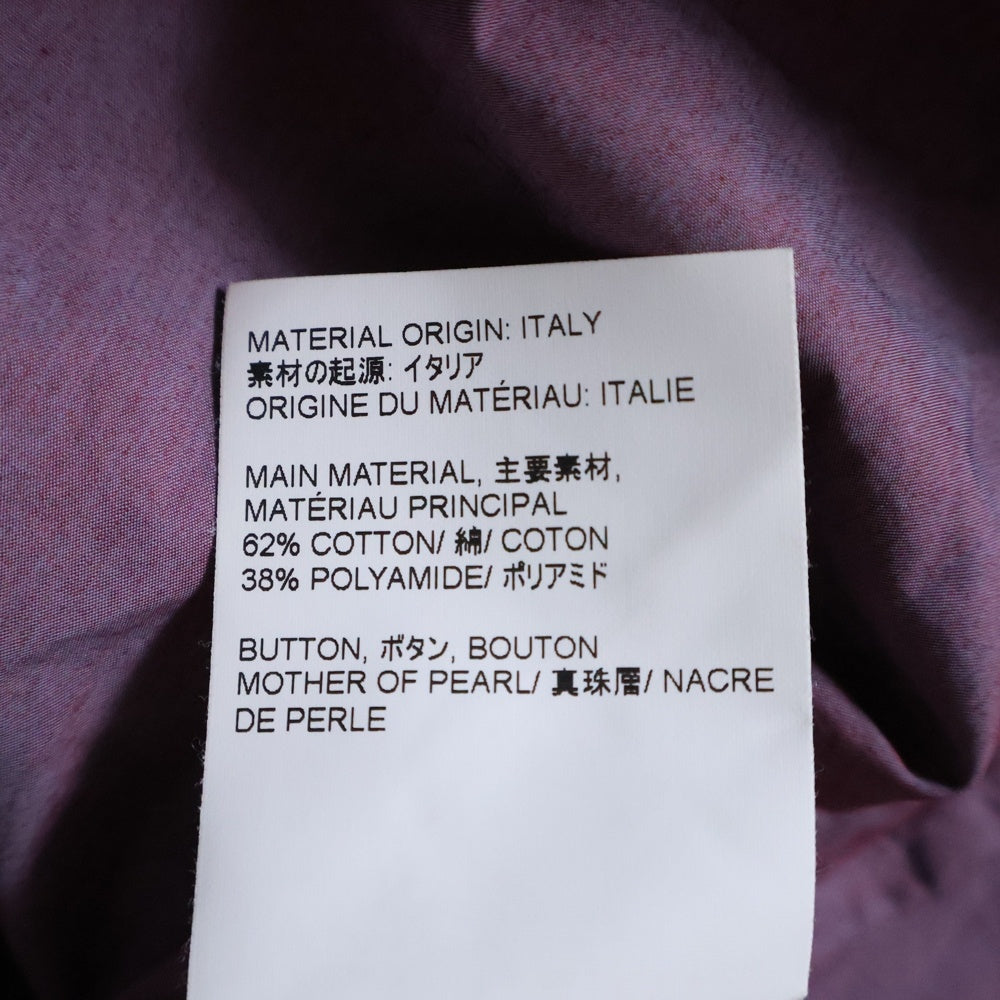 MATERIAL ORIGIN: ITALY
素材の起源: イタリア
ORIGINE DU MATÉRIAU: ITALIE
MAIN MATERIAL, 主要素材,
MATÉRIAU PRINCIPAL
62% COTTON/ 綿/ COTON
38% POLYAMIDE/ ポリアミド
BUTTON, ボタン, BOUTON
MOTHER OF PEARL/ 真珠層/ NACRE
DE PERLE